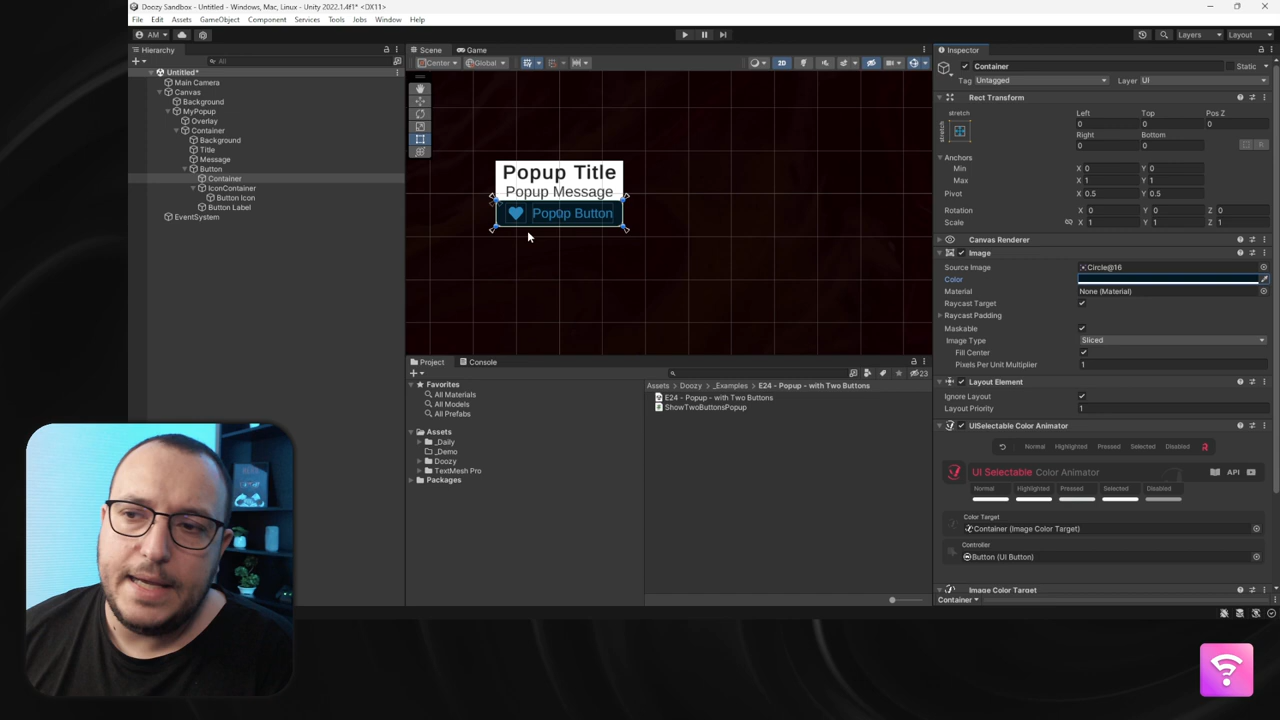 Doozy Sandbox - Untitled - Windows, Mac, Linux - Unity 2022.1.4f1* <DX11>
File Edit Assets GameObject Component Services Tools Jobs Window Help
AM
Layers Layout
Hierarchy
All
Untitled*
Main Camera
Canvas
Background
MyPopup
Overlay
Container
Background
Title
Message
Button
Container
IconContainer
Button Icon
Button Label
EventSystem
Scene Game
Center Global 2D
Popup Title
Popup Message
Popup Button
Project Console
23
Favorites
All Materials
All Models
All Prefabs
Assets
_Daily
_Demo
Doozy
TextMesh Pro
Packages
Assets Doozy _Examples E24 - Popup - with Two Buttons
E24 - Popup - with Two Buttons
ShowTwoButtonsPopup
Inspector
Container Static
Tag Untagged Layer UI
Rect Transform
stretch Left Top Pos Z
stretch 0 0 0
Right Bottom
0 0 R
Anchors
Min X 0 Y 0
Max X 1 Y 1
Pivot X 0.5 Y 0.5
Rotation X 0 Y 0 Z 0
Scale X 1 Y 1 Z 1
Canvas Renderer
Image
Source Image Circle@16
Color
Material None (Material)
Raycast Target
Raycast Padding
Maskable
Image Type Sliced
Fill Center
Pixels Per Unit Multiplier 1
Layout Element
Ignore Layout
Layout Priority 1
UISelectable Color Animator
Normal Highlighted Pressed Selected Disabled
UI Selectable Color Animator API
Normal Highlighted Pressed Selected Disabled
Color Target
Container (Image Color Target)
Controller
Button (UI Button)
Image Color Target
Container